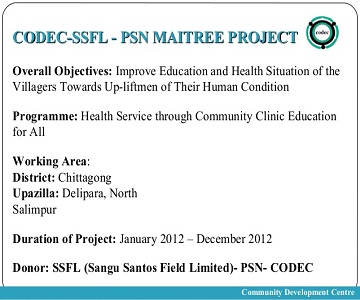 CODEC-SSFL - PSN MAITREE PROJECT
codec
Overall Objectives: Improve Education and Health Situation of the
Villagers Towards Up-liftmen of Their Human Condition
Programme: Health Service through Community Clinic Education
for All
Working Area:
District: Chittagong
Upazilla: Delipara, North
Salimpur
Duration of Project: January 2012 – December 2012
Donor: SSFL (Sangu Santos Field Limited)- PSN- CODEC
Community Development Centre